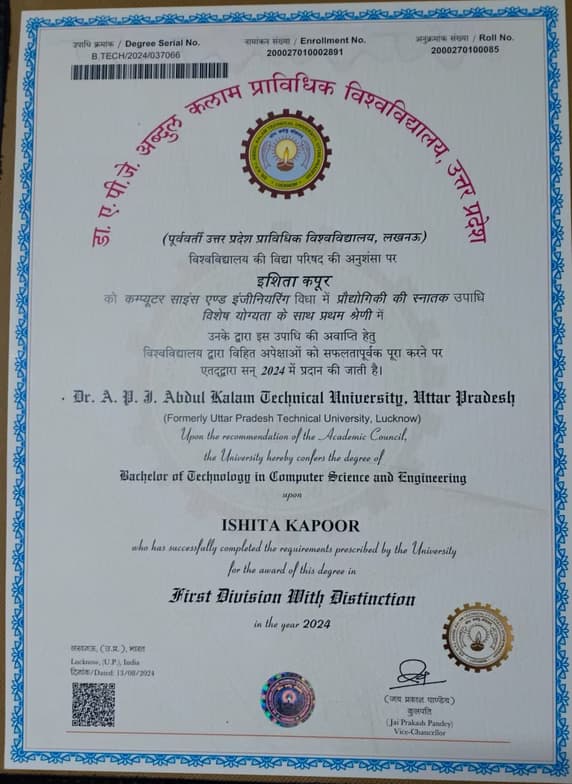 उपाधि क्रमांक / Degree Serial No.
B.TECH/2024/037066
नामांकन संख्या / Enrollment No.
200027010002891
अनुक्रमांक संख्या / Roll No.
2000270100085
डा. ए. पी. जे. अब्दुल कलाम प्राविधिक विश्वविद्यालय, उत्तर प्रदेश
(पूर्ववर्ती उत्तर प्रदेश प्राविधिक विश्वविद्यालय, लखनऊ)
विश्वविद्यालय की विद्या परिषद की अनुशंसा पर
इशिता कपूर
को कम्प्यूटर साइंस एण्ड इंजीनियरिंग विधा में प्रौद्योगिकी की स्नातक उपाधि
विशेष योग्यता के साथ प्रथम श्रेणी में
उनके द्वारा इस उपाधि की अवाप्ति हेतु
विश्वविद्यालय द्वारा विहित अपेक्षाओं को सफलतापूर्वक पूरा करने पर
एतद्द्वारा सन् 2024 में प्रदान की जाती है।
Dr. A. P. J. Abdul Kalam Technical University, Uttar Pradesh
(Formerly Uttar Pradesh Technical University, Lucknow)
Upon the recommendation of the Academic Council,
the University hereby confers the degree of
Bachelor of Technology in Computer Science and Engineering
upon
ISHITA KAPOOR
who has successfully completed the requirements prescribed by the University
for the award of this degree in
First Division With Distinction
in the year 2024
लखनऊ, (उ.प्र.), भारत
Lucknow, (U.P.), India
दिनांक/Dated: 13/08/2024
(जय प्रकाश पाण्डेय)
कुलपति
(Jai Prakash Pandey)
Vice-Chancellor